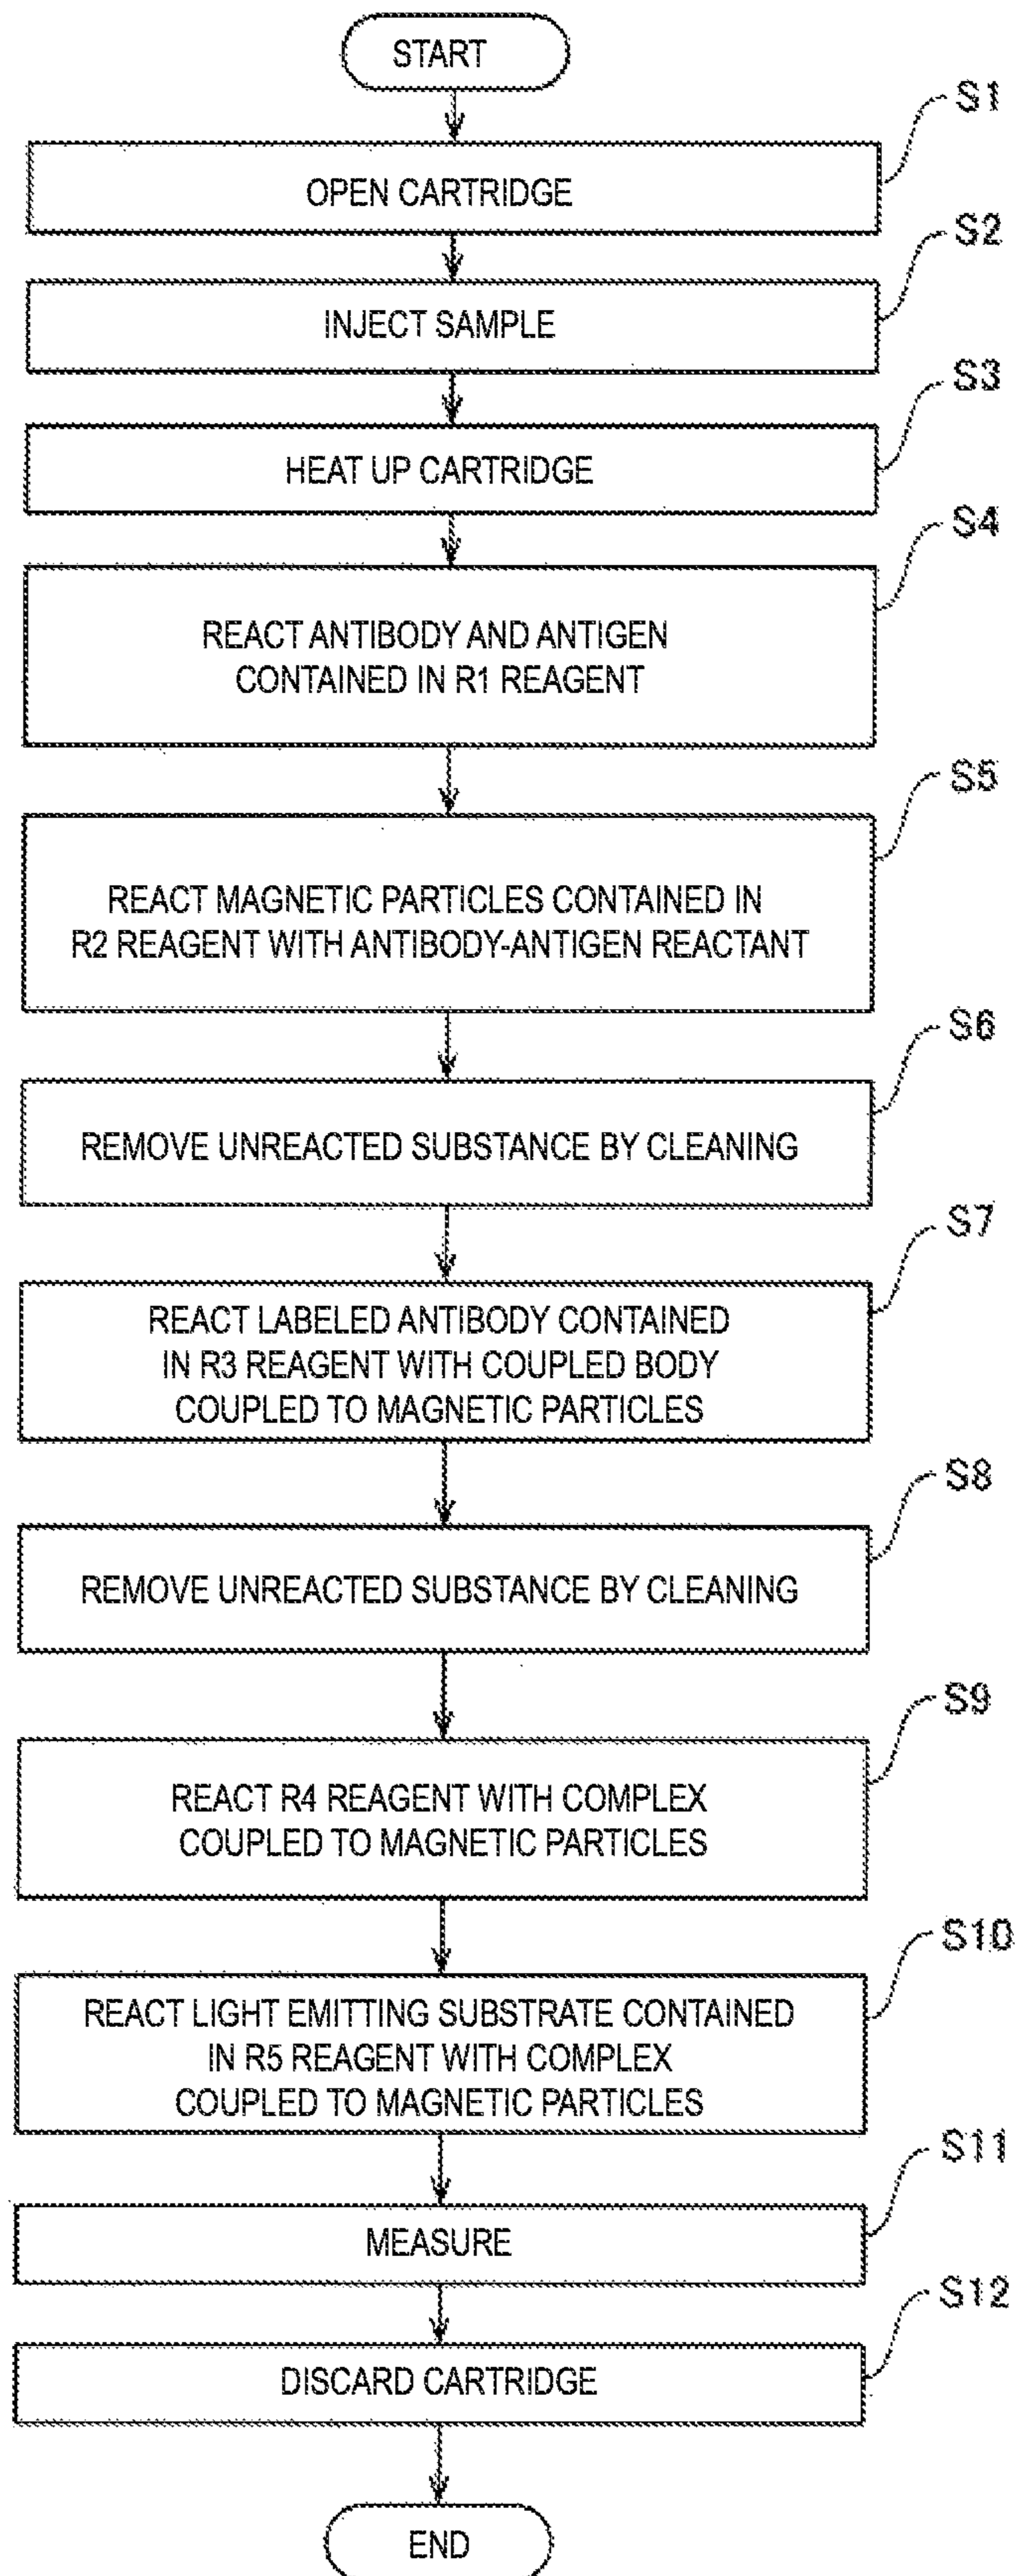 START
S1
OPEN CARTRIDGE
S2
INJECT SAMPLE
S3
HEAT UP CARTRIDGE
S4
REACT ANTIBODY AND ANTIGEN
CONTAINED IN R1 REAGENT
S5
REACT MAGNETIC PARTICLES CONTAINED IN
R2 REAGENT WITH ANTIBODY-ANTIGEN REACTANT
S6
REMOVE UNREACTED SUBSTANCE BY CLEANING
S7
REACT LABELED ANTIBODY CONTAINED
IN R3 REAGENT WITH COUPLED BODY
COUPLED TO MAGNETIC PARTICLES
S8
REMOVE UNREACTED SUBSTANCE BY CLEANING
S9
REACT R4 REAGENT WITH COMPLEX
COUPLED TO MAGNETIC PARTICLES
S10
REACT LIGHT EMITTING SUBSTRATE CONTAINED
IN R5 REAGENT WITH COMPLEX
COUPLED TO MAGNETIC PARTICLES
S11
MEASURE
S12
DISCARD CARTRIDGE
END